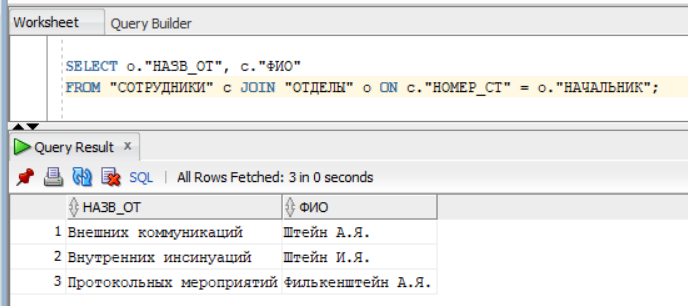 Worksheet Query Builder
SELECT o."НАЗВ_ОТ", с."ФИО"
FROM "СОТРУДНИКИ" с JOIN "ОТДЕЛЫ" o ON с."НОМЕР_СТ" = o."НАЧАЛЬНИК";
Query Result x
SQL | All Rows Fetched: 3 in 0 seconds
НАЗВ_ОТ ФИО
1 Внешних коммуникаций Штейн А.Я.
2 Внутренних инсинуаций Штейн И.Я.
3 Протокольных мероприятий Филькенштейн А.Я.